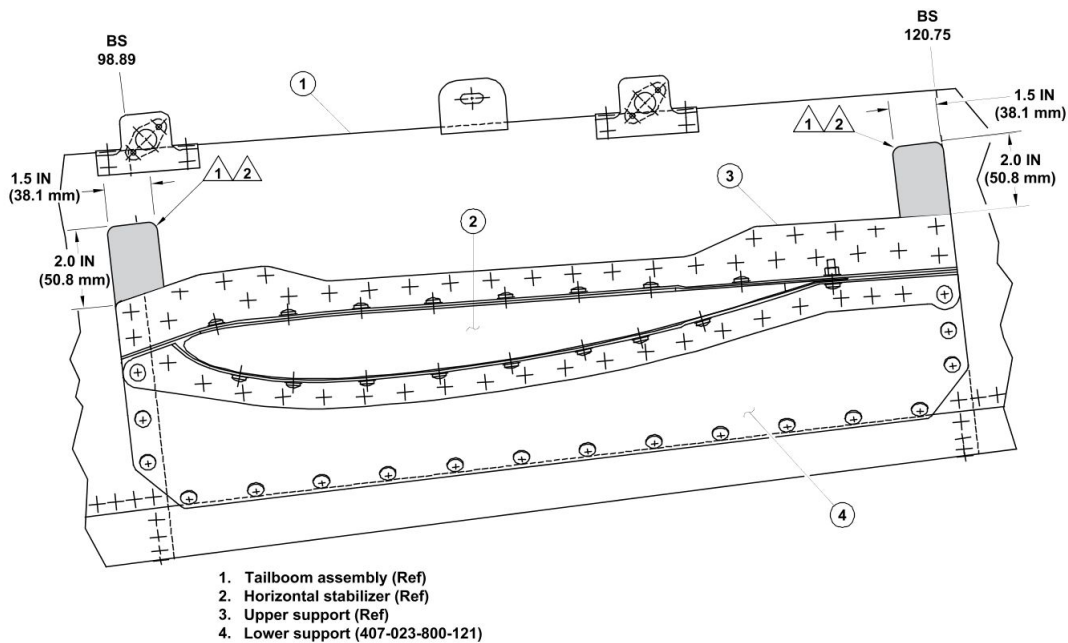 BS
98.89
BS
120.75
1
1.5 IN
(38.1 mm)
1 2
2.0 IN
(50.8 mm)
3
1.5 IN
(38.1 mm)
1 2
2
2.0 IN
(50.8 mm)
4
1. Tailboom assembly (Ref)
2. Horizontal stabilizer (Ref)
3. Upper support (Ref)
4. Lower support (407-023-800-121)